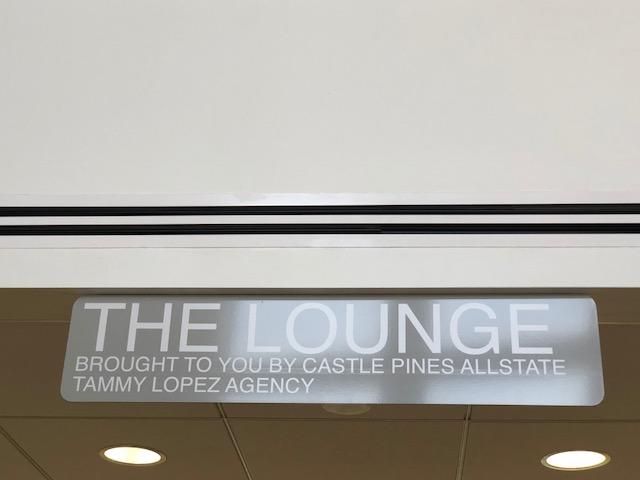 THE LOUNGE
BROUGHT TO YOU BY CASTLE PINES ALLSTATE
TAMMY LOPEZ AGENCY